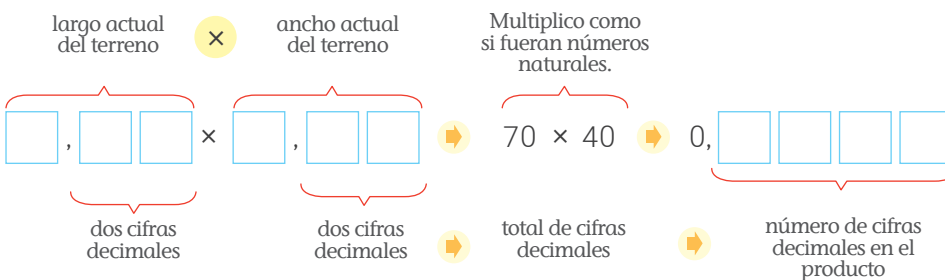 largo actual
del terreno
×
ancho actual
del terreno
Multiplico como
si fueran números
naturales.
, × , 70 × 40 0,
dos cifras
decimales
dos cifras
decimales
total de cifras
decimales
número de cifras
decimales en el
producto